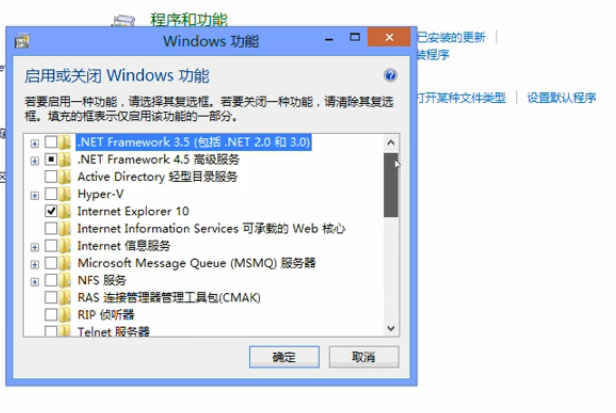 程序和功能
Windows 功能
已安装的更新
装程序
打开某种文件类型
设置默认程序
启用或关闭 Windows 功能
若要启用一种功能，请选择其复选框。若要关闭一种功能，请清除其复选
框。填充的框表示仅启用该功能的一部分。
.NET Framework 3.5 (包括 .NET 2.0 和 3.0)
.NET Framework 4.5 高级服务
Active Directory 轻型目录服务
Hyper-V
Internet Explorer 10
Internet Information Services 可承载的 Web 核心
Internet 信息服务
Microsoft Message Queue (MSMQ) 服务器
NFS 服务
RAS 连接管理器管理工具包(CMAK)
RIP 侦听器
Telnet 服务器
确定
取消